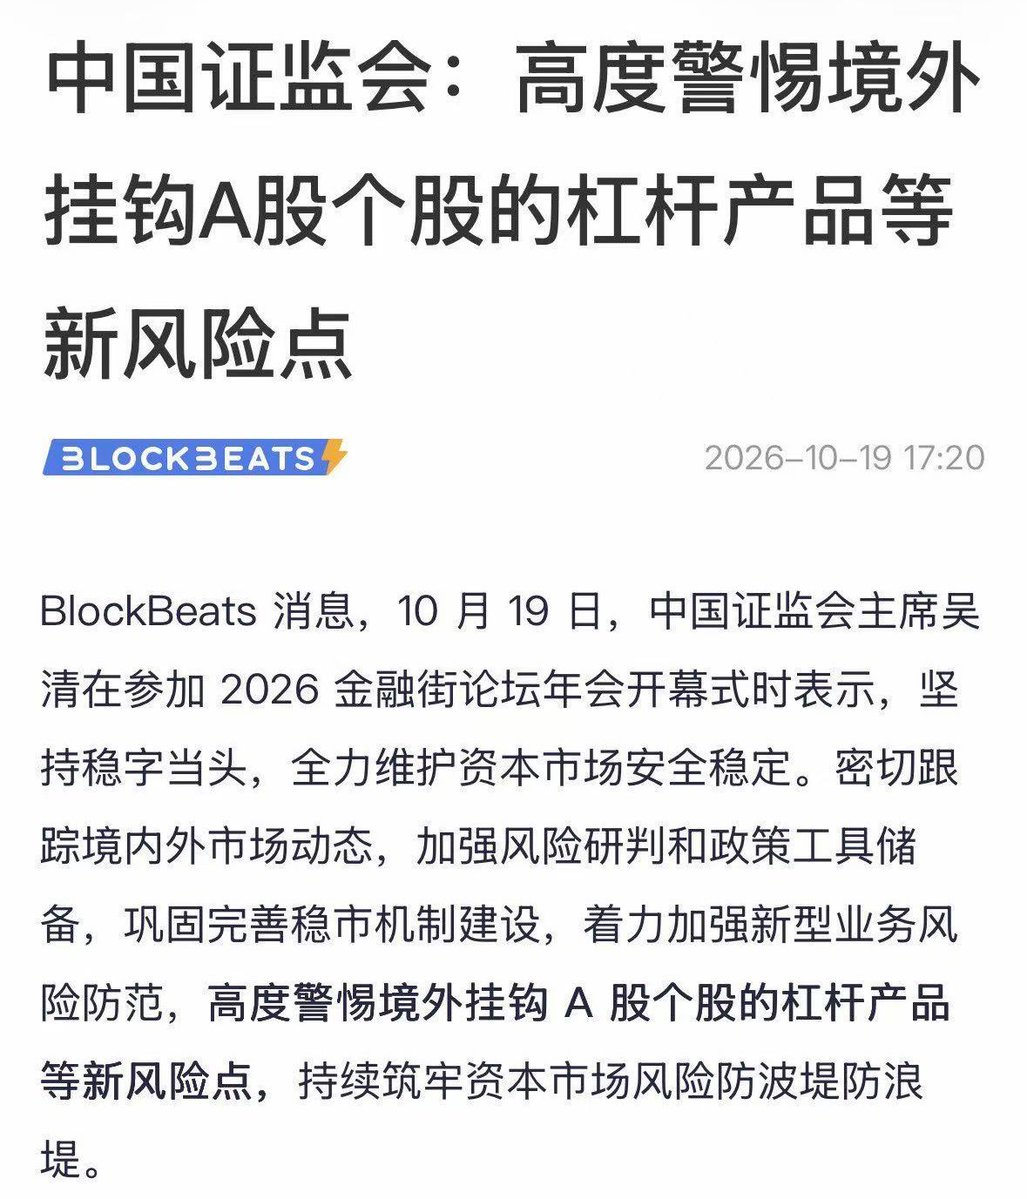 中国证监会：高度警惕境外
挂钩A股个股的杠杆产品等
新风险点
BLOCKBEATS
2026-10-19 17:20
BlockBeats 消息，10 月 19 日，中国证监会主席吴
清在参加 2026 金融街论坛年会开幕式时表示，坚
持稳字当头，全力维护资本市场安全稳定。密切跟
踪境内外市场动态，加强风险研判和政策工具储
备，巩固完善稳市机制建设，着力加强新型业务风
险防范，高度警惕境外挂钩 A 股个股的杠杆产品
等新风险点，持续筑牢资本市场风险防波堤防浪
堤。